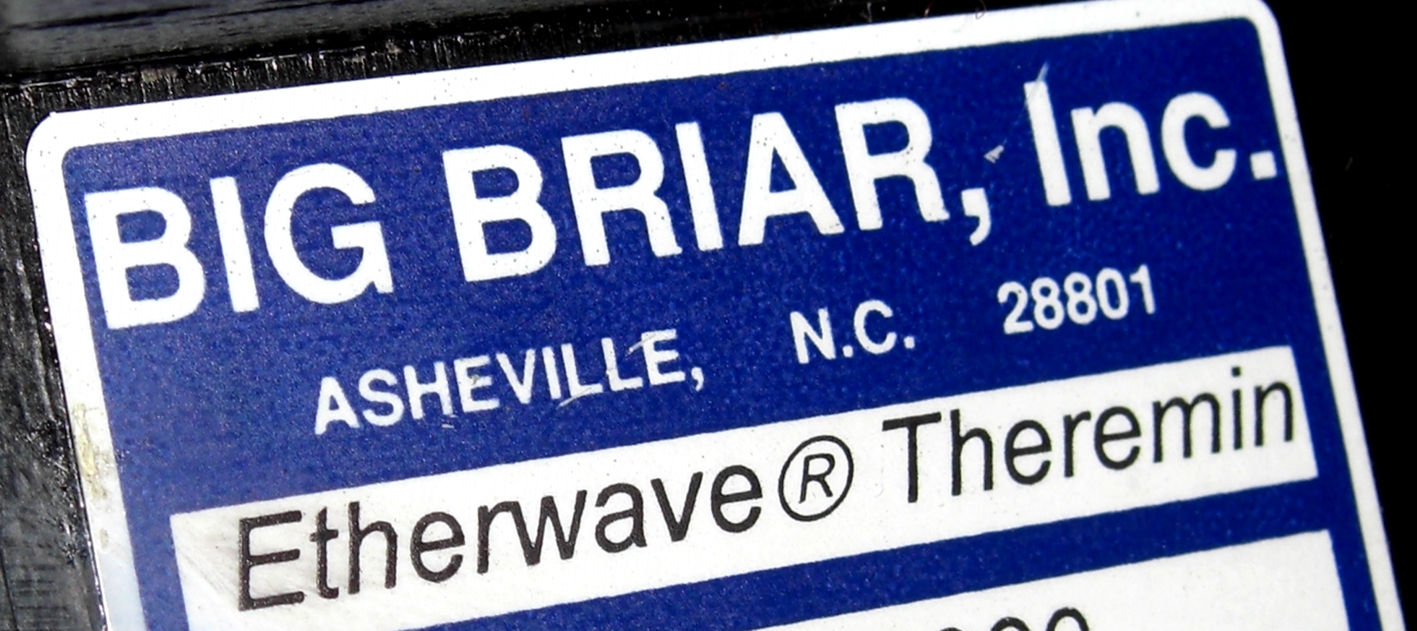 BIG BRIAR, Inc.
ASHEVILLE, N.C. 28801
Etherwave® Theremin